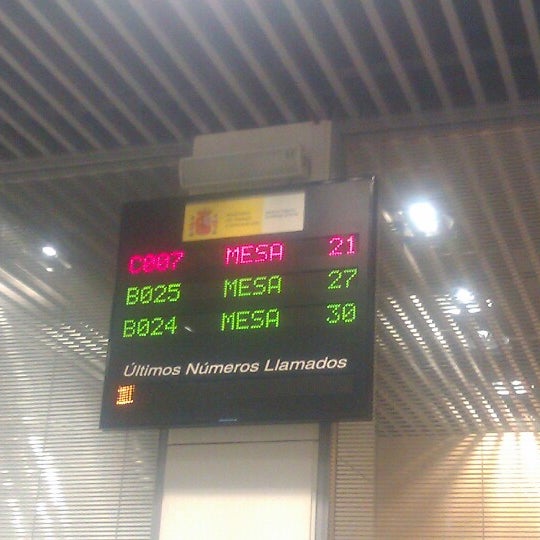 C007 MESA 21
B025 MESA 27
B024 MESA 30
Últimos Números Llamados